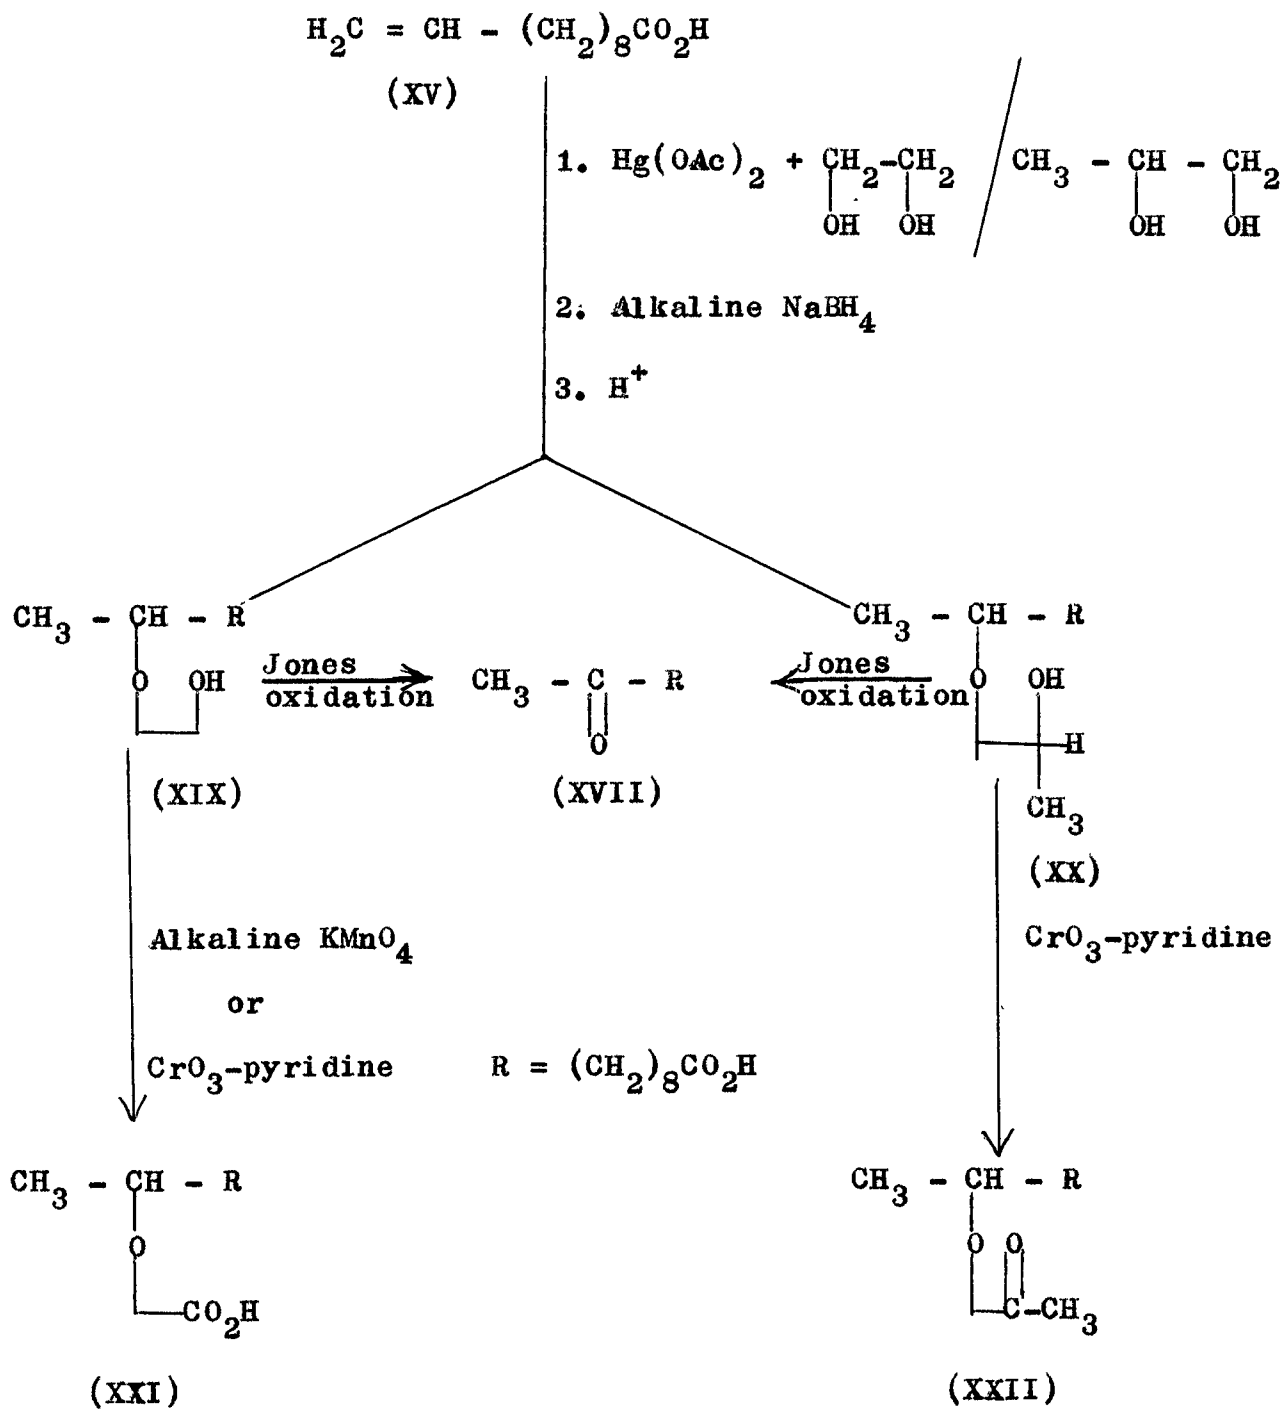 H₂C = CH - (CH₂)₈CO₂H
(XV)
1. Hg(OAc)₂ + CH₂-CH₂ / CH₃ - CH - CH₂
OH OH OH OH
2. Alkaline NaBH₄
3. H⁺
CH₃ - CH - R CH₃ - CH - R
Jones Jones
O OH CH₃ - C - R O OH
oxidation oxidation
O H
(XIX) (XVII)
CH₃
(XX)
Alkaline KMnO₄ CrO₃-pyridine
or
CrO₃-pyridine R = (CH₂)₈CO₂H
CH₃ - CH - R CH₃ - CH - R
O O O
CO₂H C-CH₃
(XXI) (XXII)